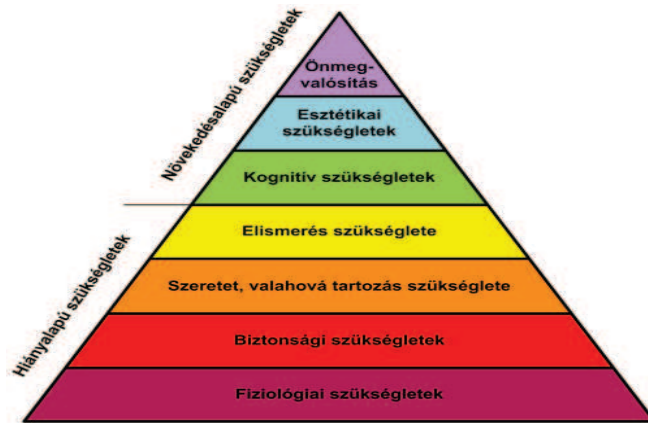 Növekedésalapú szükségletek
Hiányalapú szükségletek
Önmeg-
valósítás
Esztétikai
szükségletek
Kognitív szükségletek
Elismerés szükséglete
Szeretet, valahová tartozás szükséglete
Biztonsági szükségletek
Fiziológiai szükségletek